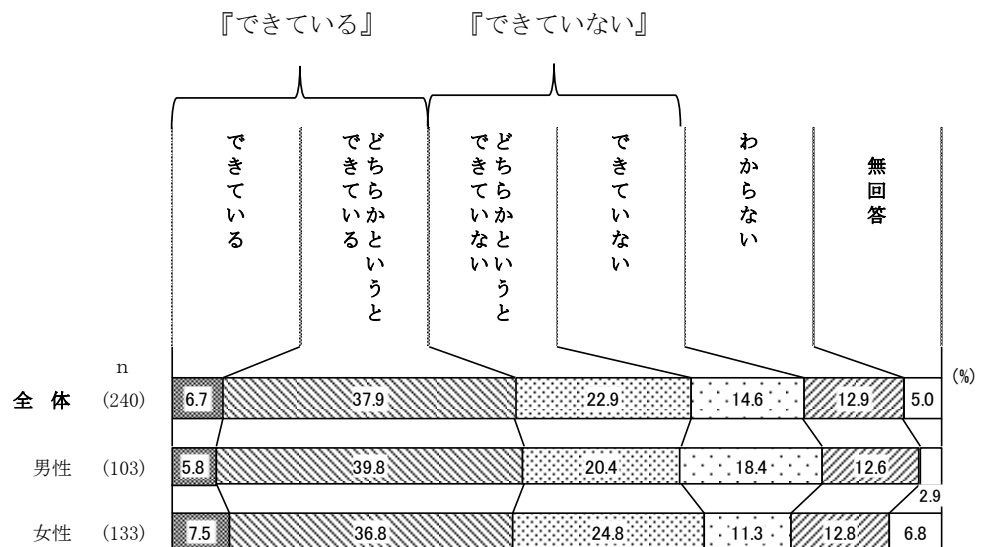 『できている』
『できていない』
できている
どちらかというと
できている
どちらかというと
できていない
できていない
わからない
無回答
n
(%)
全 体 (240) 6.7 37.9 22.9 14.6 12.9 5.0
男性 (103) 5.8 39.8 20.4 18.4 12.6
2.9
女性 (133) 7.5 36.8 24.8 11.3 12.8 6.8